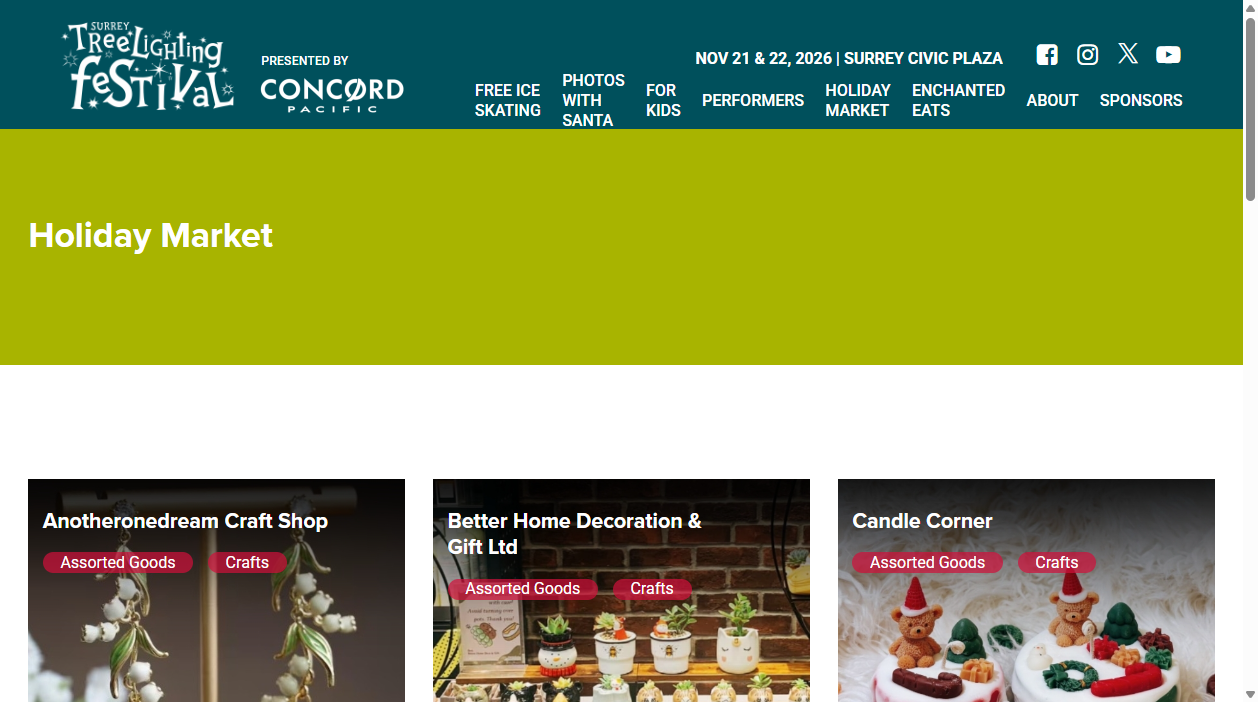 SURREY
TREELIGHTING
FESTIVAL
PRESENTED BY
CONCORD
PACIFIC
NOV 21 & 22, 2026 | SURREY CIVIC PLAZA
FREE ICE
SKATING
PHOTOS
WITH
SANTA
FOR
KIDS
PERFORMERS
HOLIDAY
MARKET
ENCHANTED
EATS
ABOUT
SPONSORS
Holiday Market
Anotheronedream Craft Shop
Assorted Goods
Crafts
Better Home Decoration &
Gift Ltd
Assorted Goods
Crafts
Candle Corner
Assorted Goods
Crafts